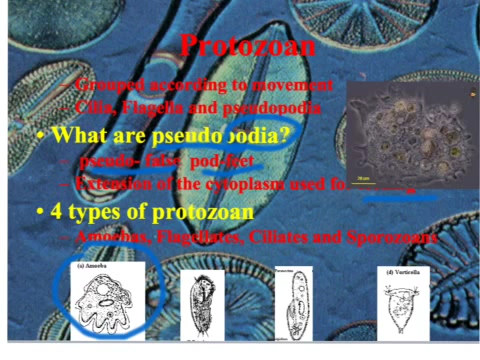 Protozoan
– Grouped according to movement
– Cilia, Flagella and pseudopodia
• What are pseudopodia?
– pseudo- false pod-feet
– Extension of the cytoplasm used fo
• 4 types of protozoan
– Amoebas, Flagellates, Ciliates and Sporozoans
(a) Amoeba
(d) Vorticella